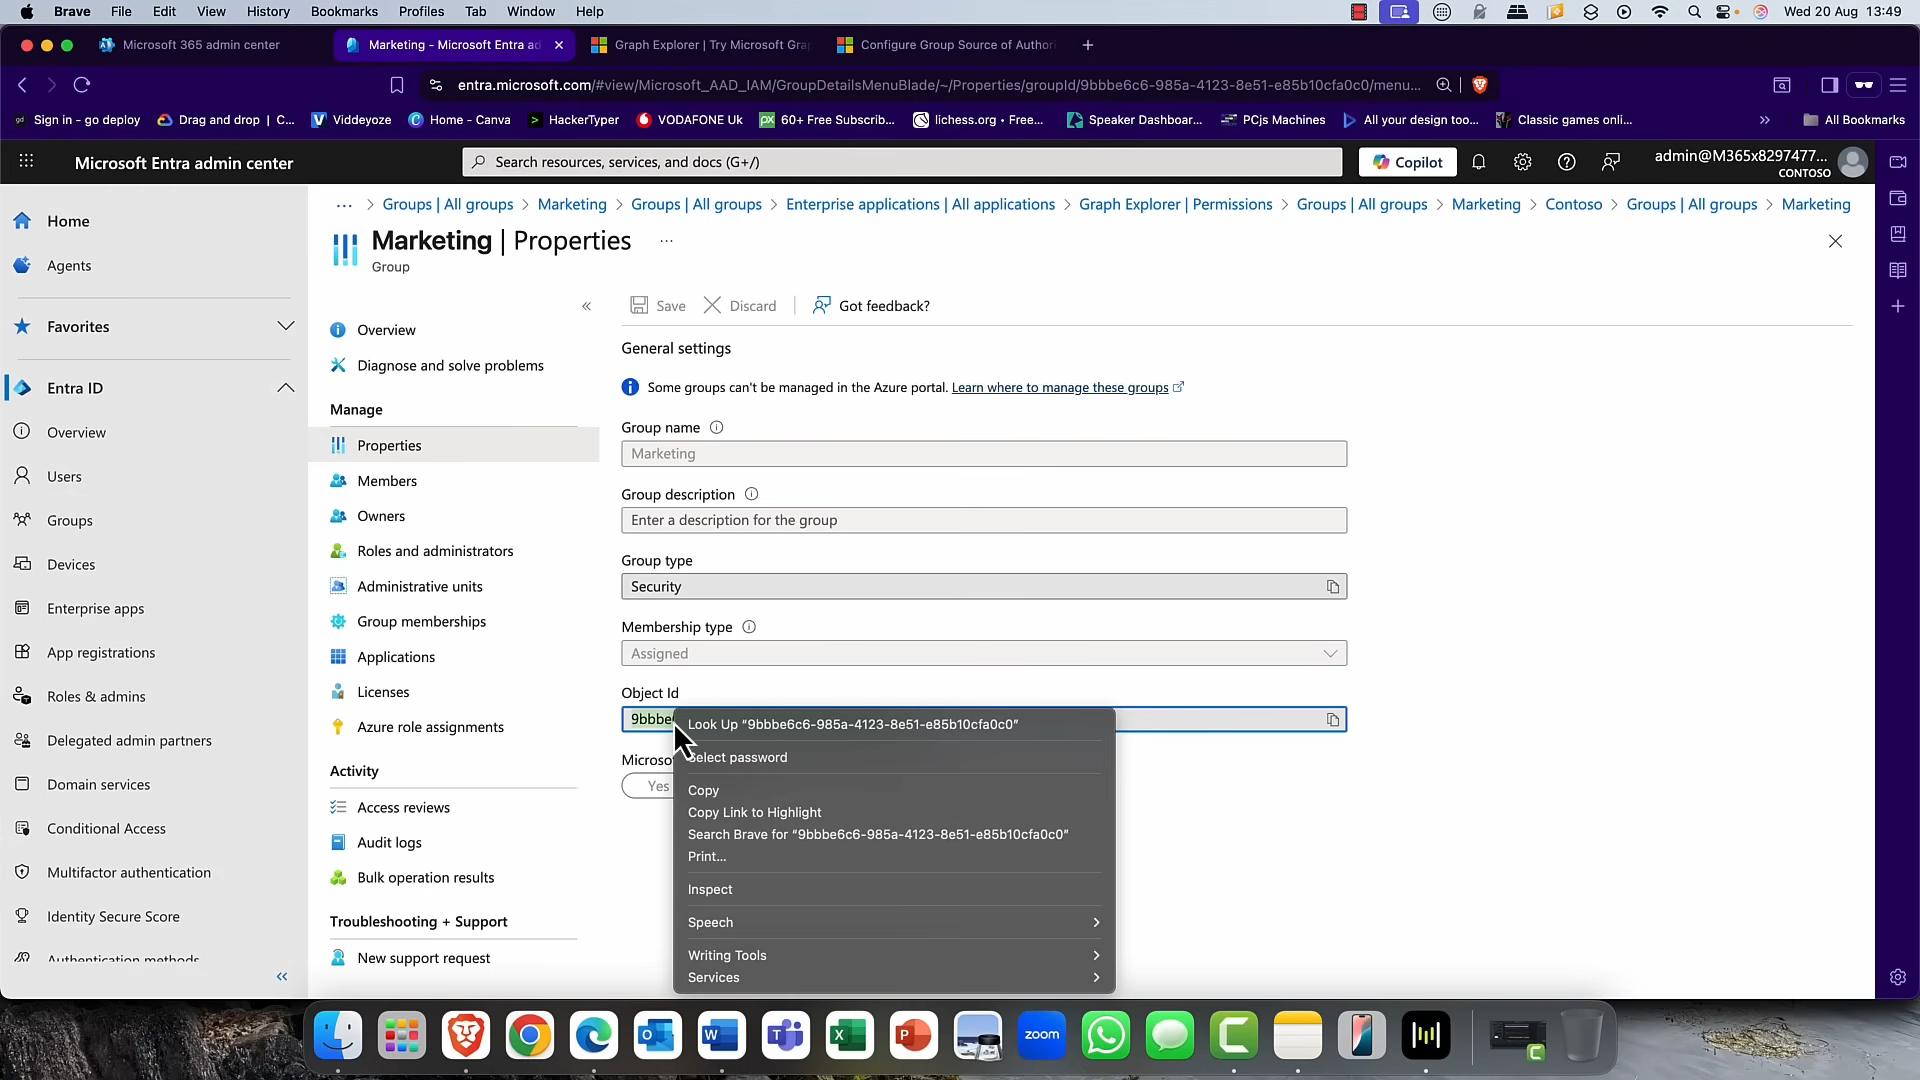 Brave File Edit View History Bookmarks Profiles Tab Window Help Wed 20 Aug 13:49
Microsoft 365 admin center
Marketing - Microsoft Entra ad
Graph Explorer | Try Microsoft Gra
Configure Group Source of Author
entra.microsoft.com/#view/Microsoft_AAD_IAM/GroupDetailsMenuBlade/~/Properties/groupId/9bbbe6c6-985a-4123-8e51-e85b10cfa0c0/menu...
Sign in - go deploy
Drag and drop | C...
Viddeyoze
Home - Canva
HackerTyper
VODAFONE Uk
60+ Free Subscrib...
lichess.org • Free...
Speaker Dashboar...
PCjs Machines
All your design too...
Classic games onli...
All Bookmarks
Microsoft Entra admin center
Search resources, services, and docs (G+/)
Copilot
admin@M365x8297477...
CONTOSO
Home
Agents
Favorites
Entra ID
Overview
Users
Groups
Devices
Enterprise apps
App registrations
Roles & admins
Delegated admin partners
Domain services
Conditional Access
Multifactor authentication
Identity Secure Score
Authentication methods
... > Groups | All groups > Marketing > Groups | All groups > Enterprise applications | All applications > Graph Explorer | Permissions > Groups | All groups > Marketing > Contoso > Groups | All groups > Marketing
Marketing | Properties ...
Group
Overview
Diagnose and solve problems
Manage
Properties
Members
Owners
Roles and administrators
Administrative units
Group memberships
Applications
Licenses
Azure role assignments
Activity
Access reviews
Audit logs
Bulk operation results
Troubleshooting + Support
New support request
Save Discard Got feedback?
General settings
Some groups can't be managed in the Azure portal. Learn where to manage these groups
Group name
Marketing
Group description
Enter a description for the group
Group type
Security
Membership type
Assigned
Object Id
9bbbe
Microso
Yes
Look Up “9bbbe6c6-985a-4123-8e51-e85b10cfa0c0”
Select password
Copy
Copy Link to Highlight
Search Brave for “9bbbe6c6-985a-4123-8e51-e85b10cfa0c0”
Print...
Inspect
Speech
Writing Tools
Services
zoom